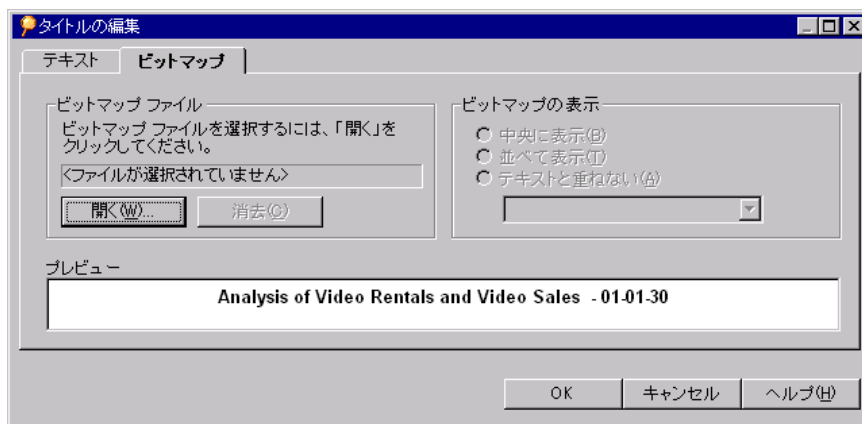 タイトルの編集
テキスト
ビットマップ
ビットマップ ファイル
ビットマップ ファイルを選択するには、「開く」を
クリックしてください。
<ファイルが選択されていません>
開く(W)...
消去(C)
ビットマップの表示
中央に表示(B)
並べて表示(T)
テキストと重ねない(A)
プレビュー
Analysis of Video Rentals and Video Sales - 01-01-30
OK
キャンセル
ヘルプ(H)